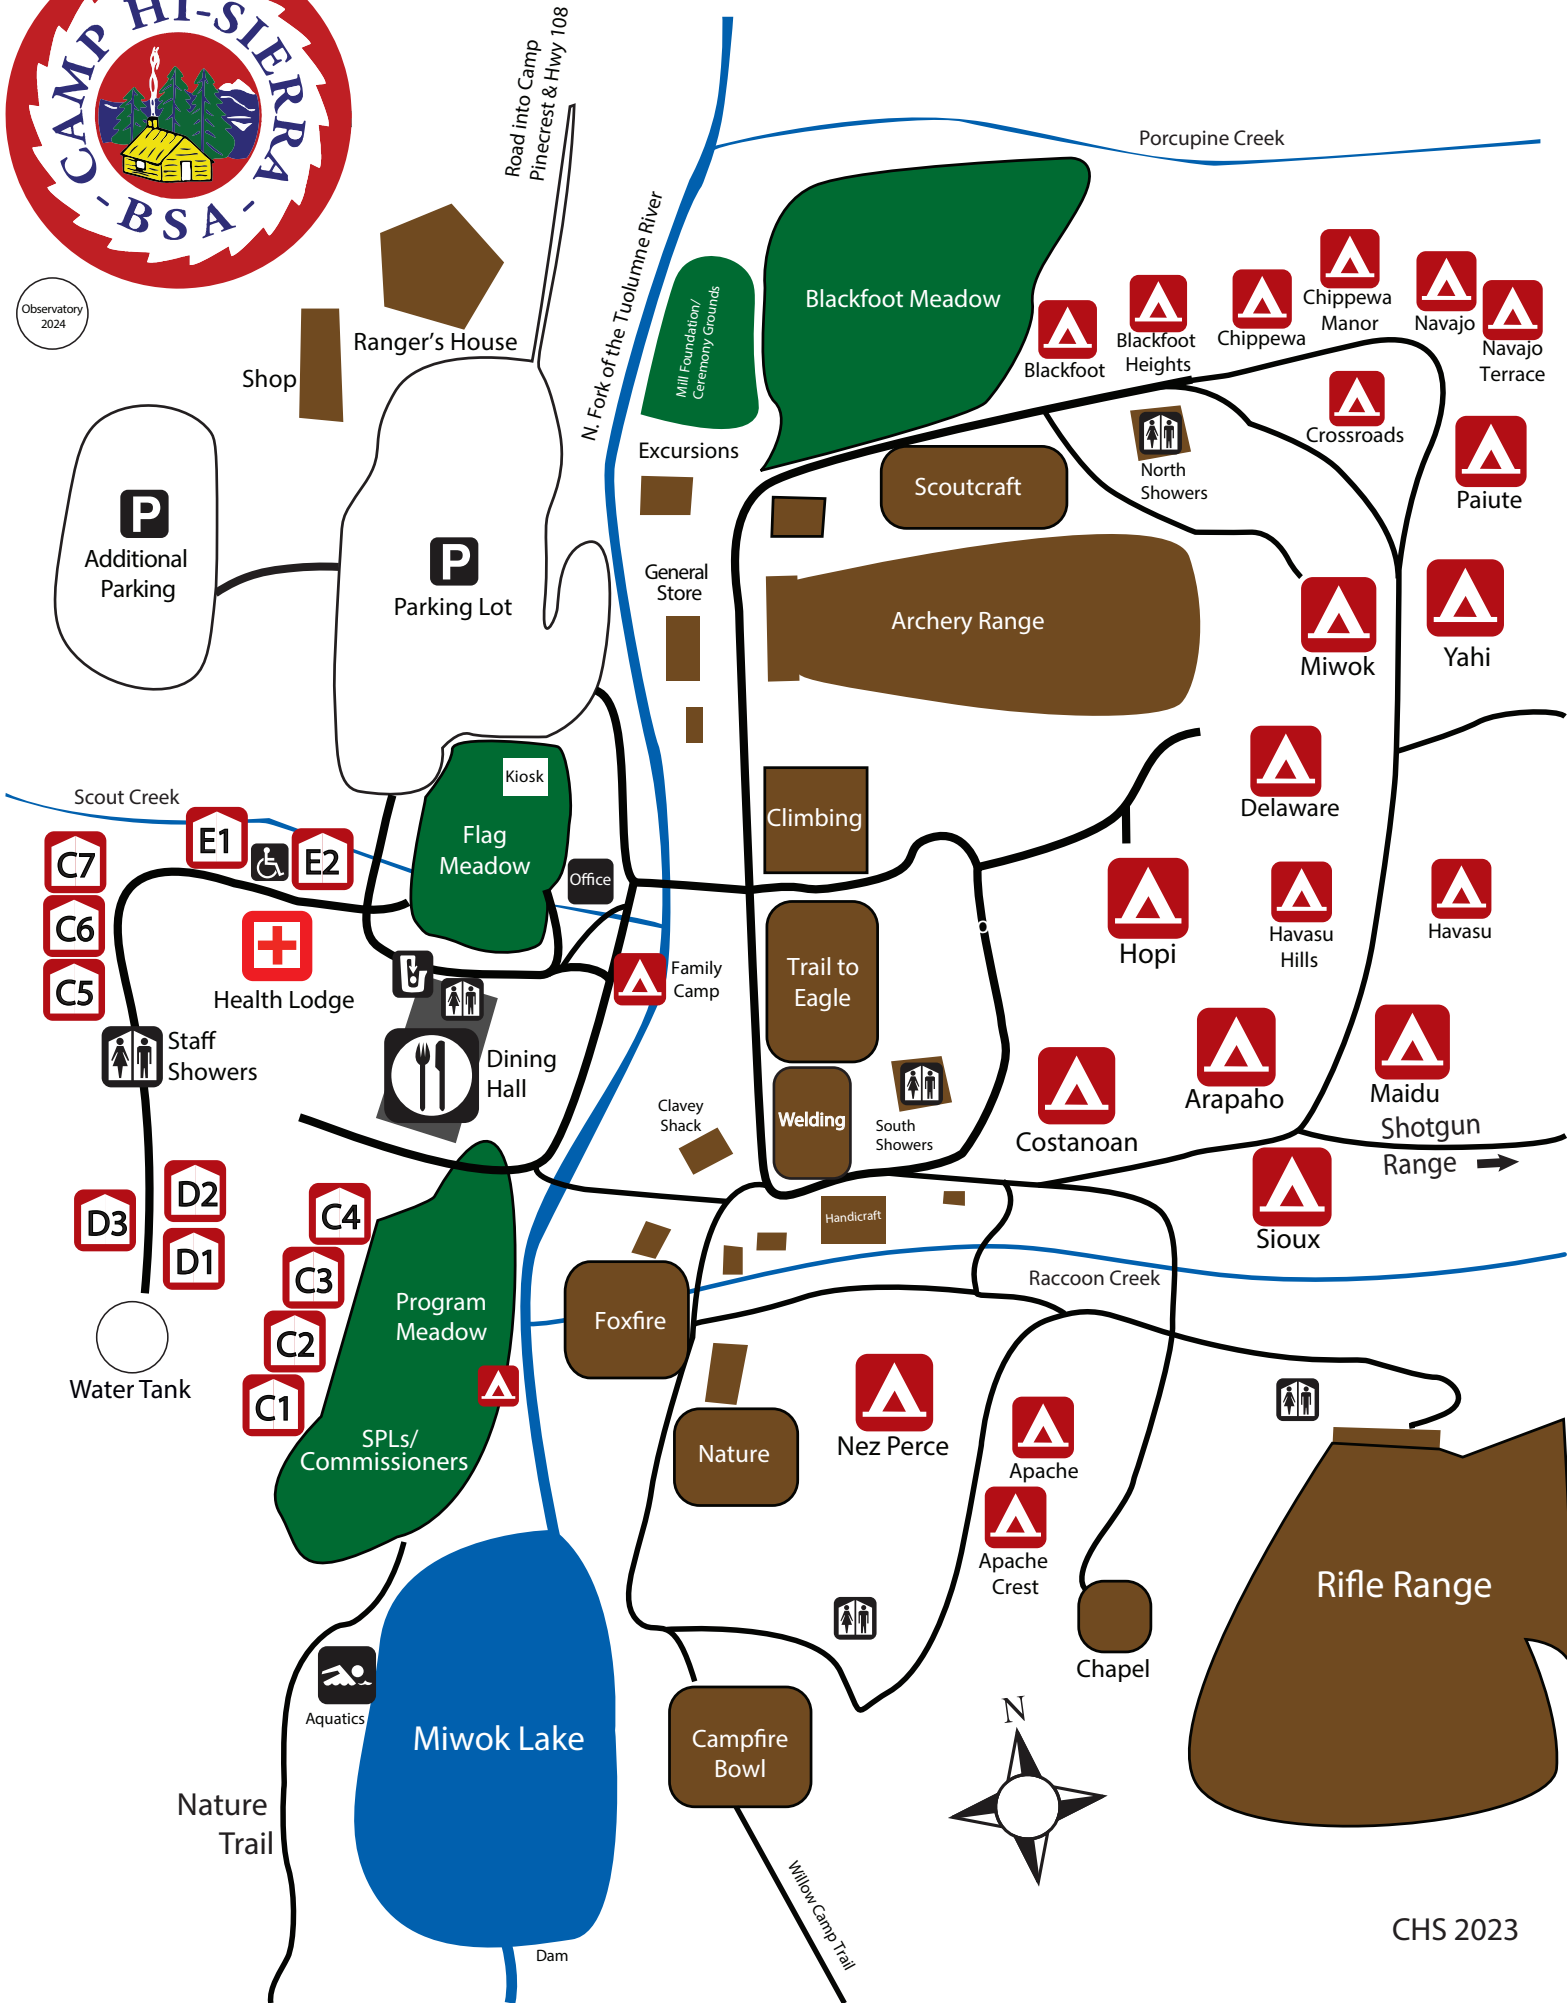 CAMP HI-SIERRA
- BSA -
Road into Camp
Pinecrest & Hwy 108
Porcupine Creek
N. Fork of the Tuolumne River
Observatory
2024
Ranger's House
Shop
Mill Foundation/
Ceremony Grounds
Blackfoot Meadow
Blackfoot
Blackfoot
Heights
Chippewa
Chippewa
Manor
Navajo
Navajo
Terrace
Crossroads
Paiute
Excursions
Scoutcraft
North
Showers
P
Additional
Parking
P
Parking Lot
General
Store
Archery Range
Miwok
Yahi
Kiosk
Flag
Meadow
Office
Climbing
Delaware
Scout Creek
E1
E2
C7
C6
C5
Health Lodge
Staff
Showers
Dining
Hall
Family
Camp
Trail to
Eagle
Hopi
Havasu
Hills
Havasu
Welding
South
Showers
Clavey
Shack
Costanoan
Arapaho
Maidu
Shotgun
Range
Sioux
D3
D2
D1
C4
C3
C2
C1
Water Tank
Program
Meadow
SPLs/
Commissioners
Handicraft
Raccoon Creek
Foxfire
Nature
Nez Perce
Apache
Apache
Crest
Chapel
Rifle Range
Aquatics
Miwok Lake
Campfire
Bowl
N
Nature
Trail
Willow Camp Trail
Dam
CHS 2023